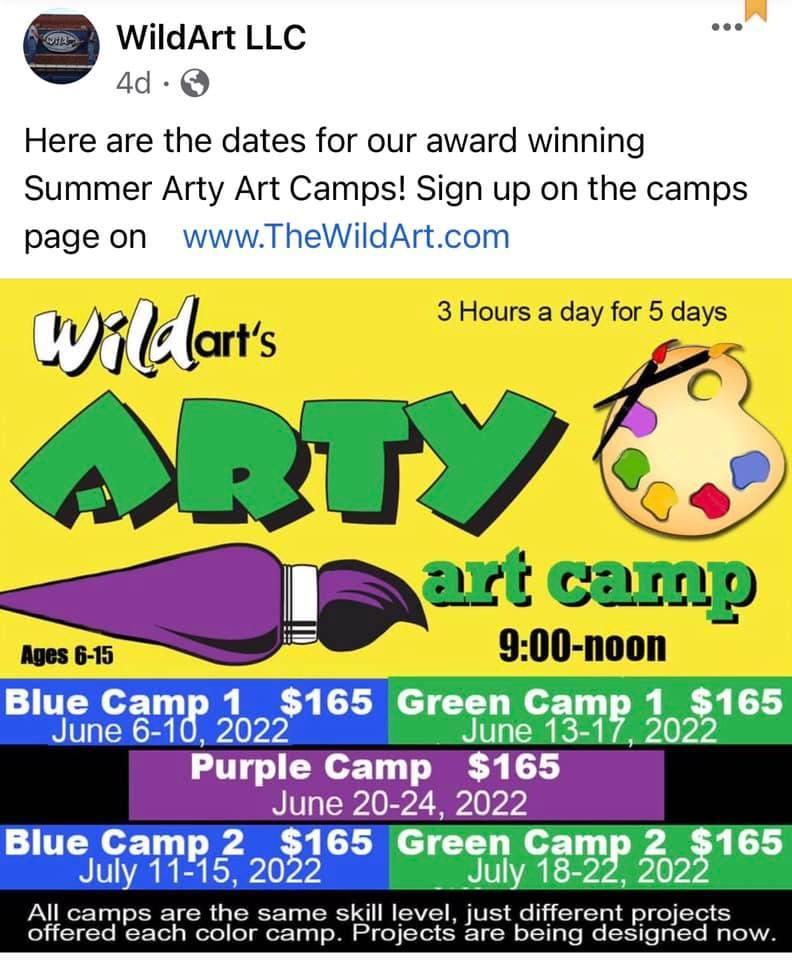 WildArt LLC
4d ·
Here are the dates for our award winning
Summer Arty Art Camps! Sign up on the camps
page on www.TheWildArt.com
Wildart's
3 Hours a day for 5 days
ARTY
art camp
Ages 6-15
9:00-noon
Blue Camp 1 $165
June 6-10, 2022
Green Camp 1 $165
June 13-17, 2022
Purple Camp $165
June 20-24, 2022
Blue Camp 2 $165
July 11-15, 2022
Green Camp 2 $165
July 18-22, 2022
All camps are the same skill level, just different projects
offered each color camp. Projects are being designed now.